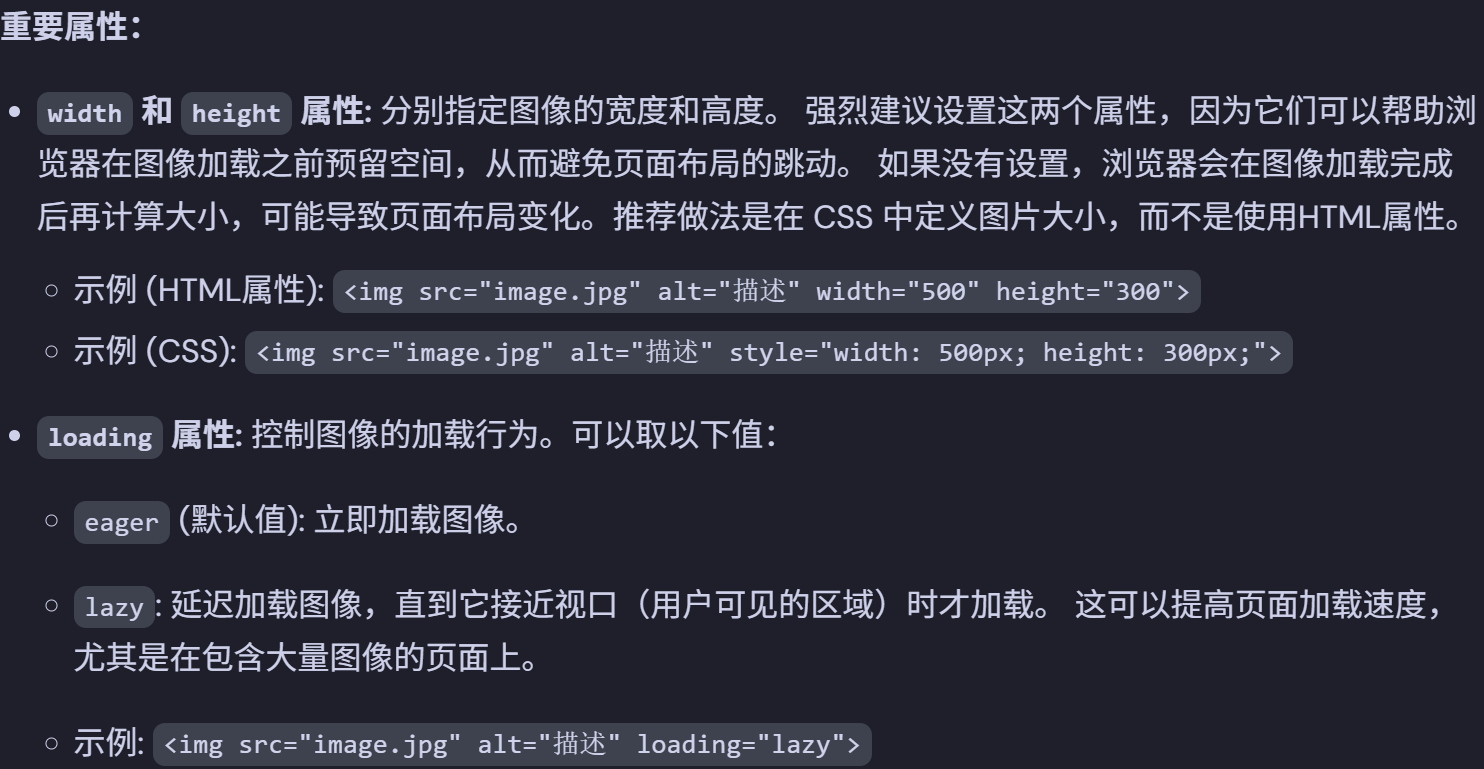 重要属性：
width 和 height 属性: 分别指定图像的宽度和高度。 强烈建议设置这两个属性，因为它们可以帮助浏
览器在图像加载之前预留空间，从而避免页面布局的跳动。 如果没有设置，浏览器会在图像加载完成
后再计算大小，可能导致页面布局变化。推荐做法是在 CSS 中定义图片大小，而不是使用HTML属性。
示例 (HTML属性): <img src="image.jpg" alt="描述" width="500" height="300">
示例 (CSS): <img src="image.jpg" alt="描述" style="width: 500px; height: 300px;">
loading 属性: 控制图像的加载行为。可以取以下值：
eager (默认值): 立即加载图像。
lazy: 延迟加载图像，直到它接近视口（用户可见的区域）时才加载。 这可以提高页面加载速度，
尤其是在包含大量图像的页面上。
示例: <img src="image.jpg" alt="描述" loading="lazy">